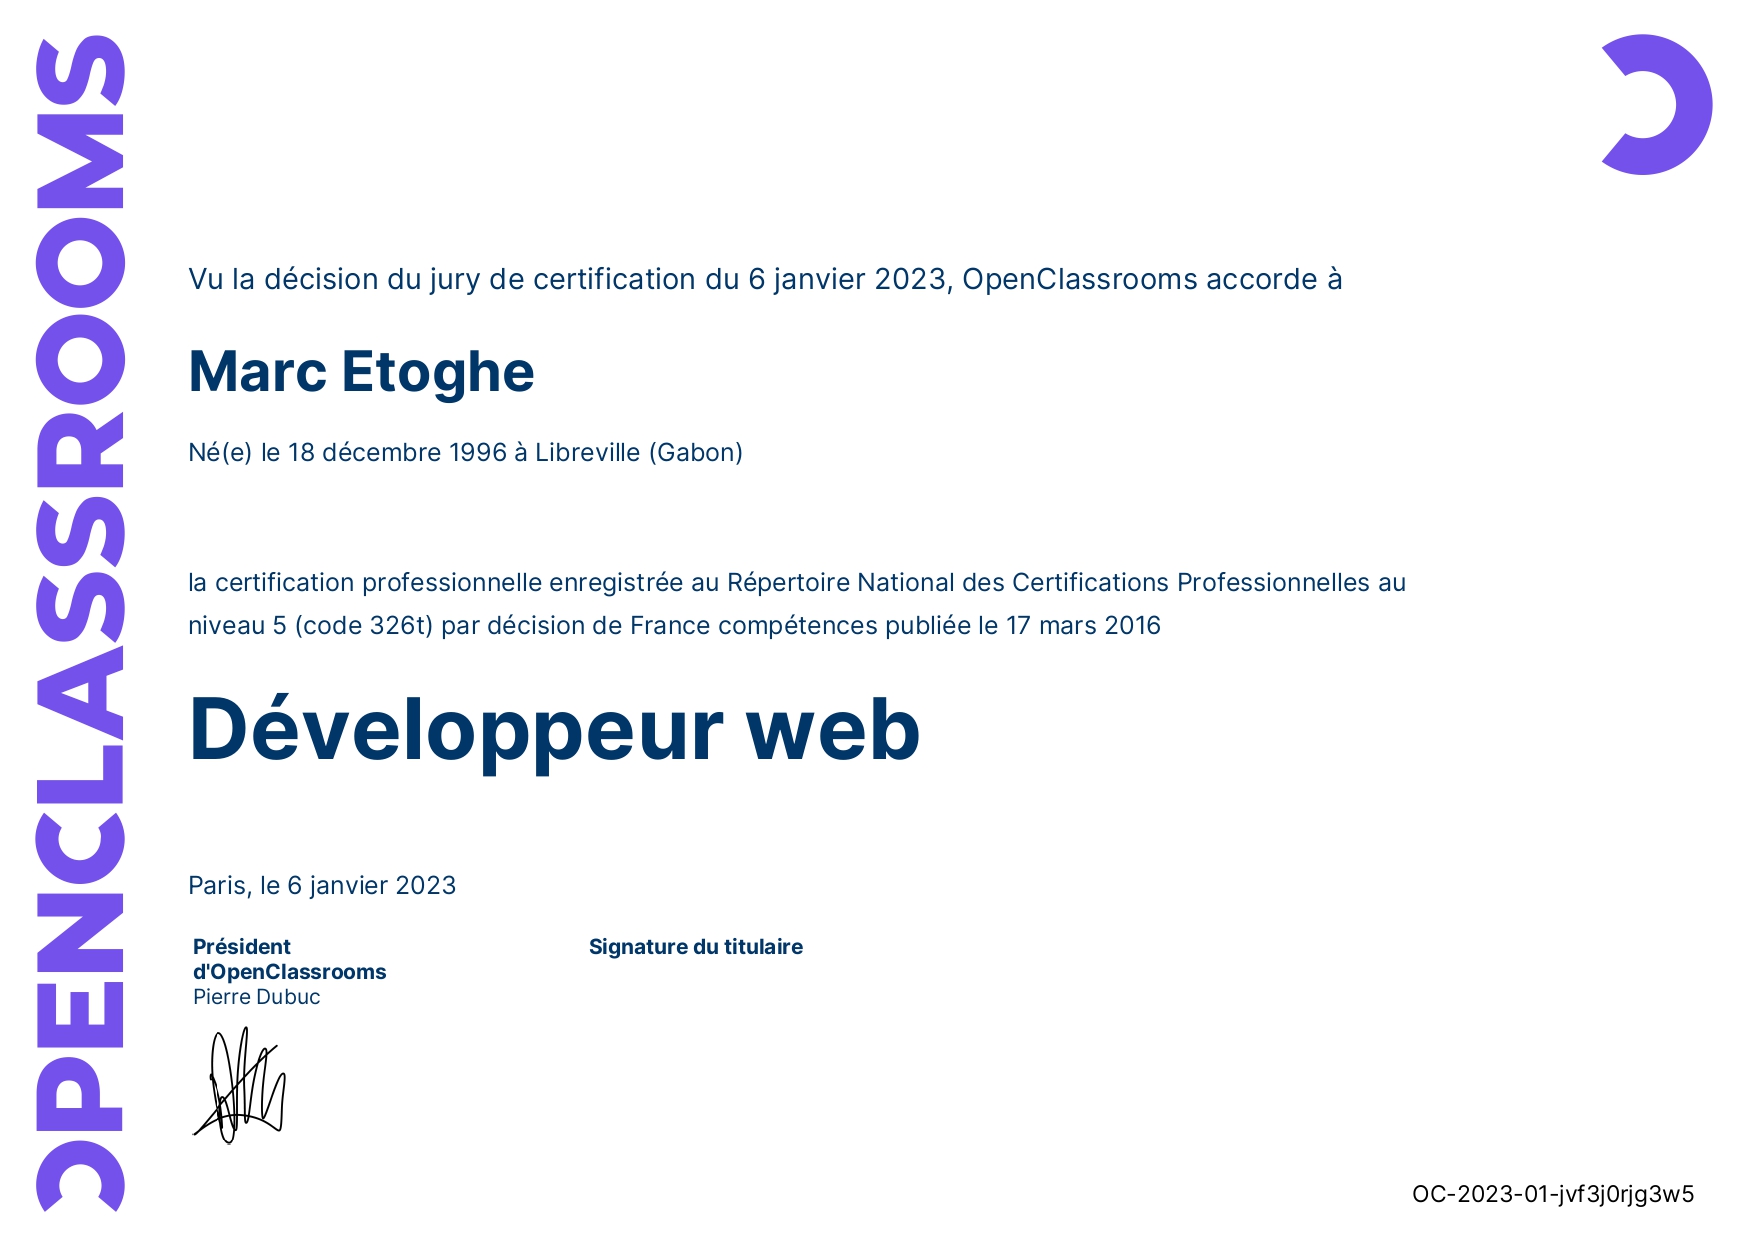 OPENCLASSROOMS
Vu la décision du jury de certification du 6 janvier 2023, OpenClassrooms accorde à
Marc Etoghe
Né(e) le 18 décembre 1996 à Libreville (Gabon)
la certification professionnelle enregistrée au Répertoire National des Certifications Professionnelles au
niveau 5 (code 326t) par décision de France compétences publiée le 17 mars 2016
Développeur web
Paris, le 6 janvier 2023
Président
d'OpenClassrooms
Pierre Dubuc
Signature du titulaire
OC-2023-01-jvf3j0rjg3w5